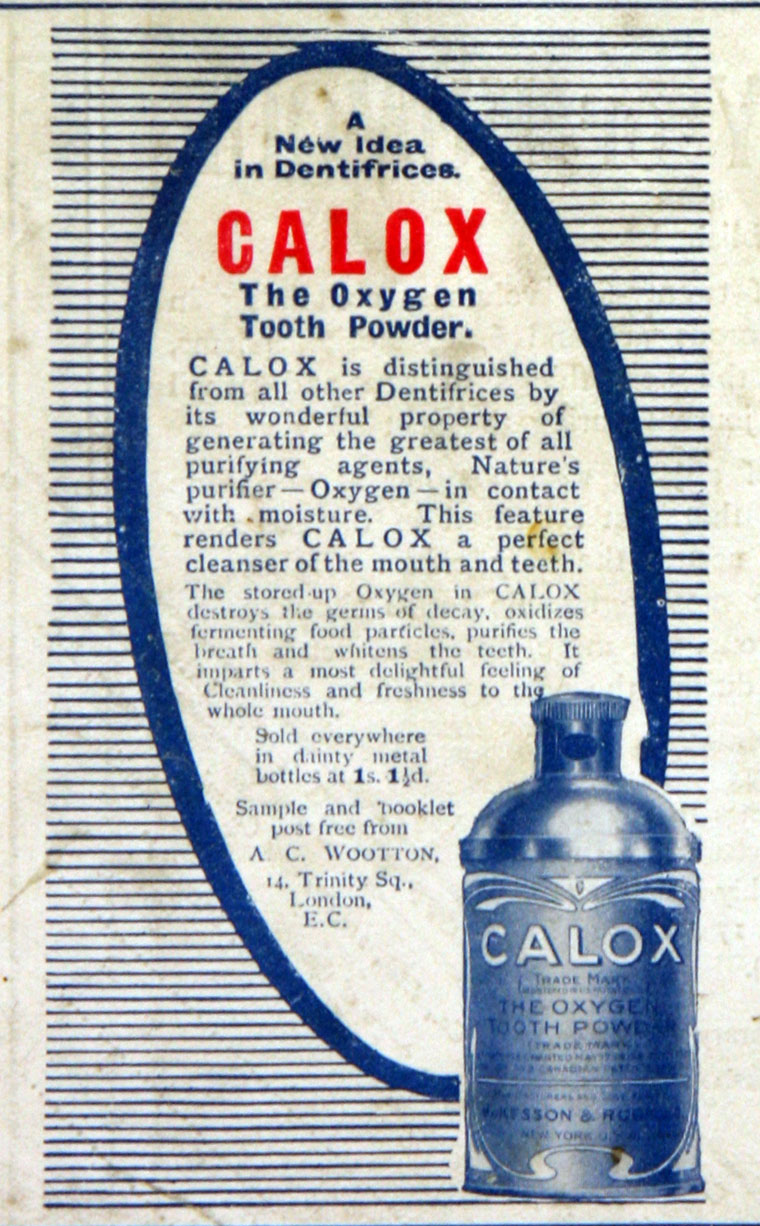 A
New Idea
in Dentifrices.
CALOX
The Oxygen
Tooth Powder.
CALOX is distinguished
from all other Dentifrices by
its wonderful property of
generating the greatest of all
purifying agents, Nature's
purifier — Oxygen — in contact
with moisture. This feature
renders CALOX a perfect
cleanser of the mouth and teeth.
The stored-up Oxygen in CALOX
destroys the germs of decay, oxidizes
fermenting food particles, purifies the
breath and whitens the teeth. It
imparts a most delightful feeling of
Cleanliness and freshness to the
whole mouth.
Sold everywhere
in dainty metal
bottles at 1s. 1½d.
Sample and booklet
post free from
A. C. WOOTTON,
14, Trinity Sq.,
London,
E.C.
CALOX
TRADE MARK
THE OXYGEN
TOOTH POWDER
(TRADE MARK)
NEW YORK